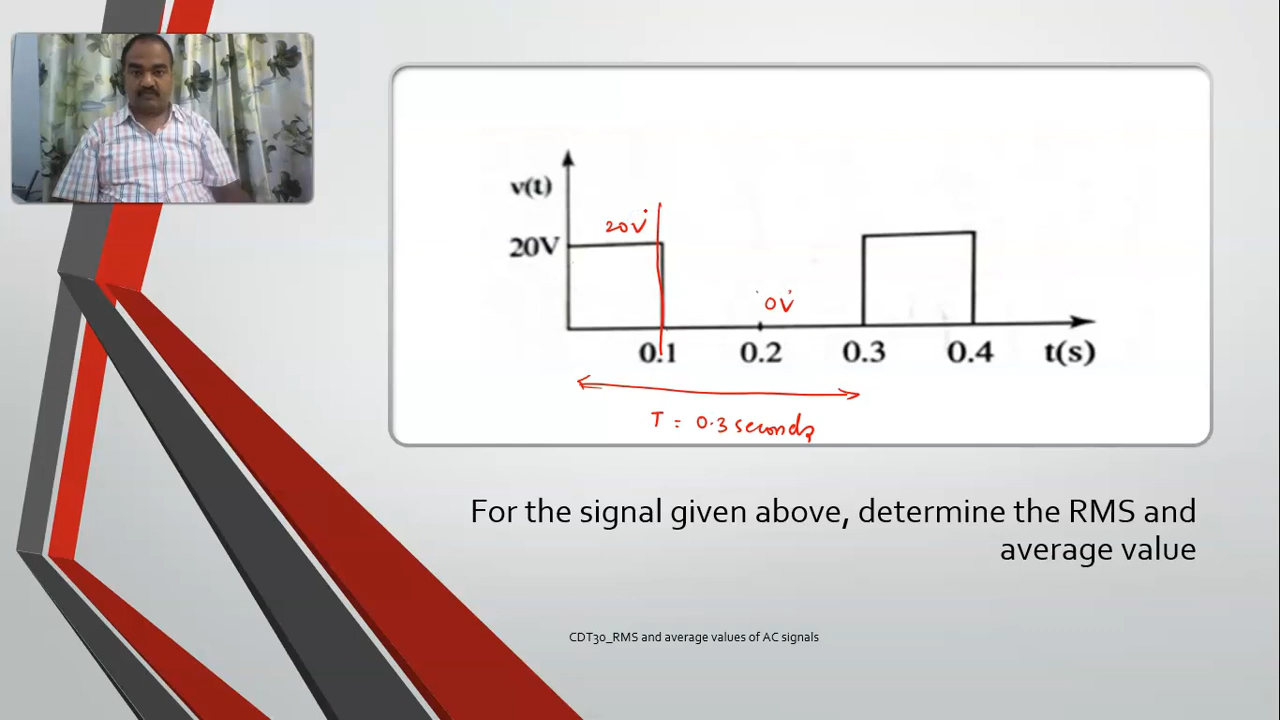 v(t)
20V
20V
0V
0.1 0.2 0.3 0.4 t(s)
T = 0.3 seconds
For the signal given above, determine the RMS and
average value
CDT30_RMS and average values of AC signals